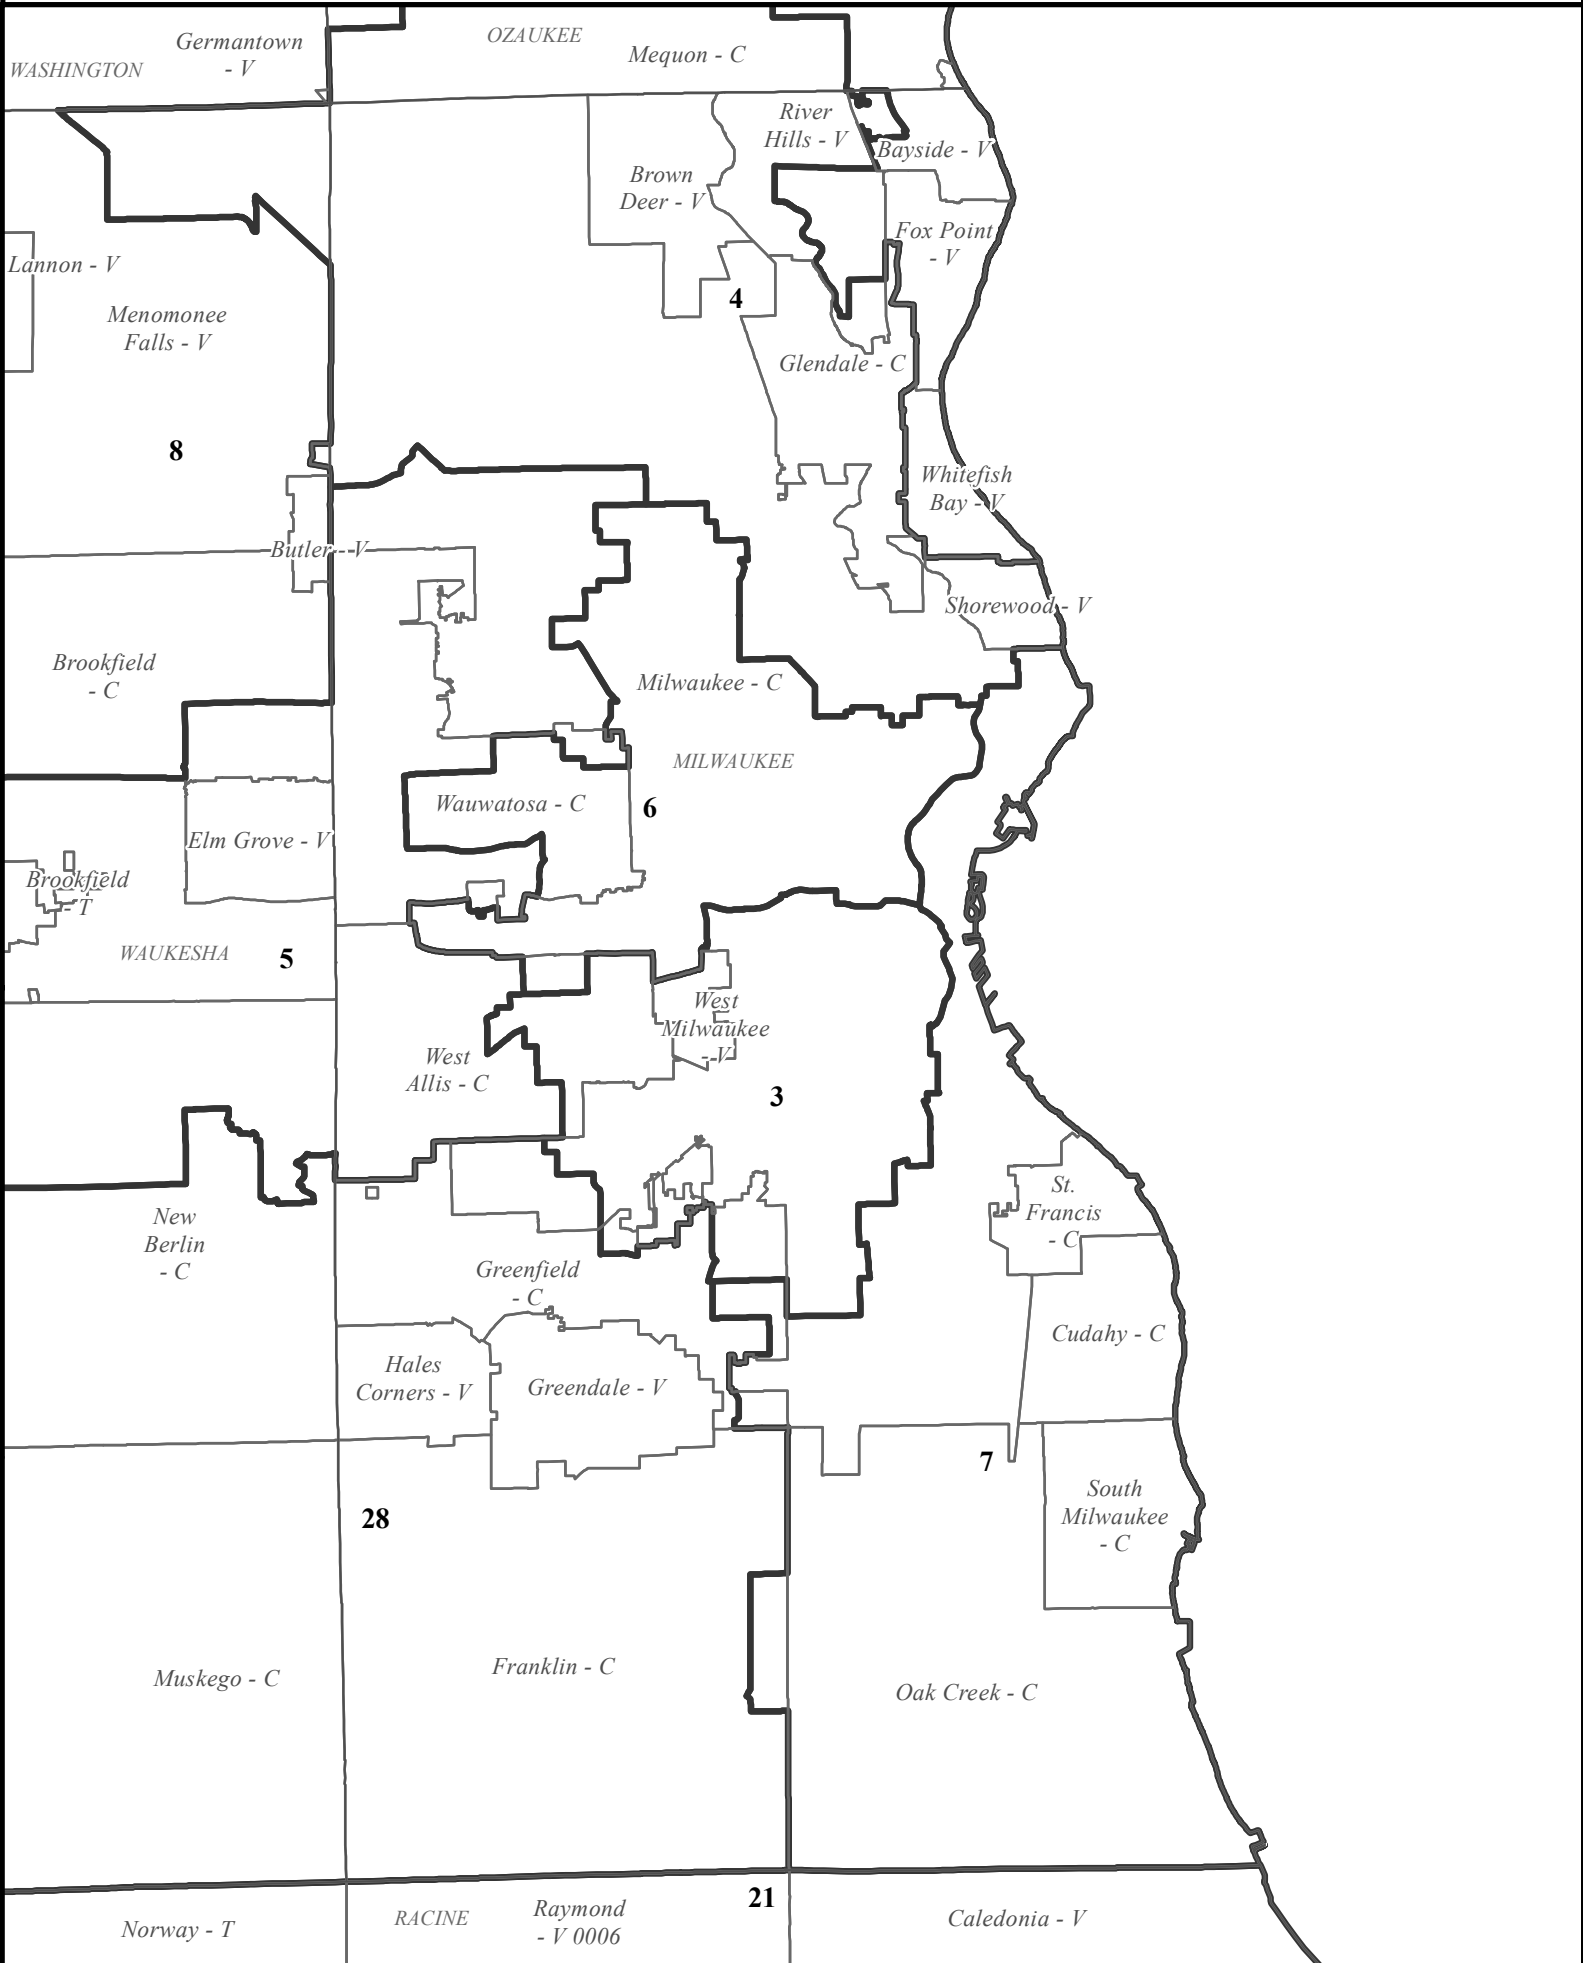 Germantown
- V
OZAUKEE
Mequon - C
WASHINGTON
River
Hills - V
Bayside - V
Brown
Deer - V
Fox Point
- V
Lannon - V
4
Menomonee
Falls - V
Glendale - C
8
Whitefish
Bay - V
Butler - V
Shorewood - V
Brookfield
- C
Milwaukee - C
MILWAUKEE
Wauwatosa - C
6
Elm Grove - V
Brookfield
- T
WAUKESHA
5
West
Milwaukee
- V
West
Allis - C
3
St.
Francis
- C
New
Berlin
- C
Greenfield
- C
Cudahy - C
Hales
Corners - V
Greendale - V
7
South
Milwaukee
- C
28
Franklin - C
Muskego - C
Oak Creek - C
21
Norway - T
RACINE
Raymond
- V 0006
Caledonia - V